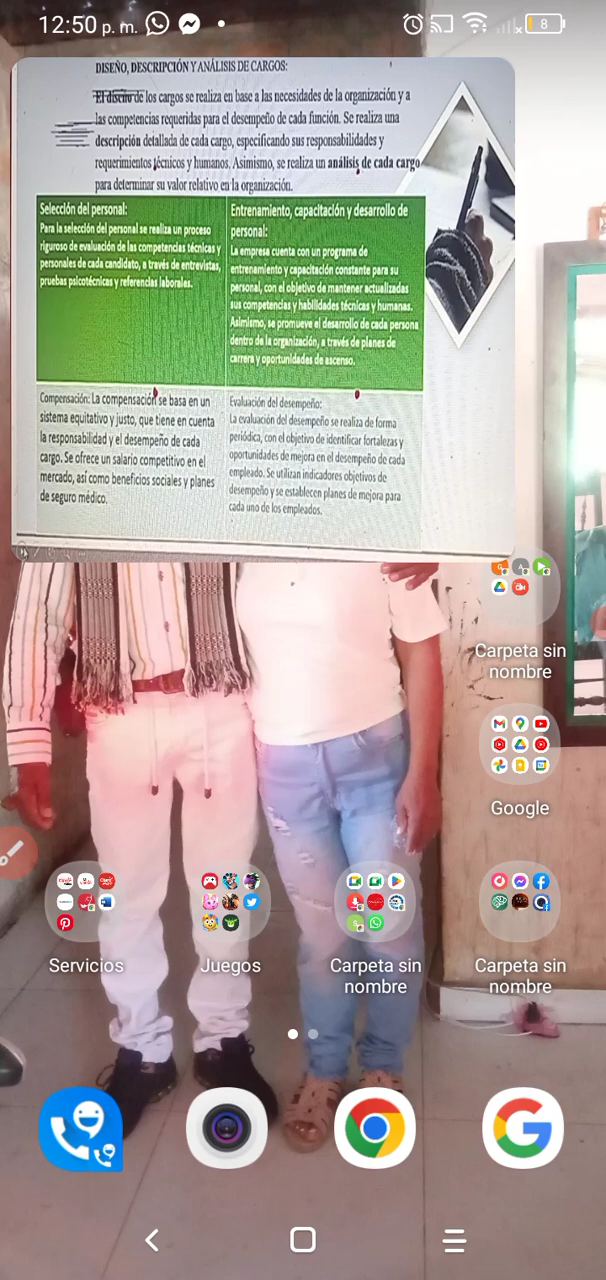 12:50 p. m.
8
DISEÑO, DESCRIPCIÓN Y ANÁLISIS DE CARGOS:
El diseño de los cargos se realiza en base a las necesidades de la organización y a
las competencias requeridas para el desempeño de cada función. Se realiza una
descripción detallada de cada cargo, especificando sus responsabilidades y
requerimientos técnicos y humanos. Asimismo, se realiza un análisis de cada cargo
para determinar su valor relativo en la organización.
Selección del personal:
Para la selección del personal se realiza un proceso
riguroso de evaluación de las competencias técnicas y
personales de cada candidato, a través de entrevistas,
pruebas psicotécnicas y referencias laborales.
Entrenamiento, capacitación y desarrollo de
personal:
La empresa cuenta con un programa de
entrenamiento y capacitación constante para su
personal, con el objetivo de mantener actualizadas
sus competencias y habilidades técnicas y humanas.
Asimismo, se promueve el desarrollo de cada persona
dentro de la organización, a través de planes de
carrera y oportunidades de ascenso.
Compensación: La compensación se basa en un
sistema equitativo y justo, que tiene en cuenta
la responsabilidad y el desempeño de cada
cargo. Se ofrece un salario competitivo en el
mercado, así como beneficios sociales y planes
de seguro médico.
Evaluación del desempeño:
La evaluación del desempeño se realiza de forma
periódica, con el objetivo de identificar fortalezas y
oportunidades de mejora en el desempeño de cada
empleado. Se utilizan indicadores objetivos de
desempeño y se establecen planes de mejora para
cada uno de los empleados.
Carpeta sin
nombre
Google
Servicios
Juegos
Carpeta sin
nombre
Carpeta sin
nombre